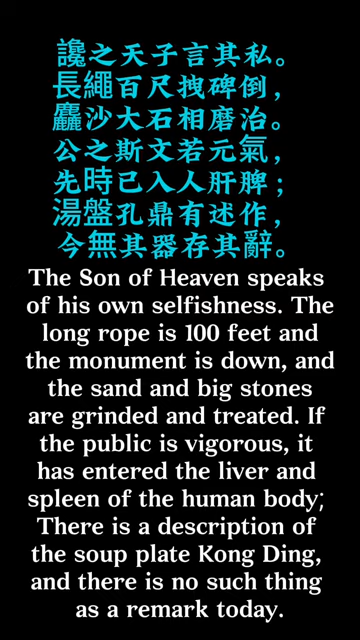 讒之天子言其私。
長繩百尺拽碑倒，
麤沙大石相磨治。
公之斯文若元氣，
先時已入人肝脾；
湯盤孔鼎有述作，
今無其器存其辭。
The Son of Heaven speaks
of his own selfishness. The
long rope is 100 feet and
the monument is down, and
the sand and big stones
are grinded and treated. If
the public is vigorous, it
has entered the liver and
spleen of the human body;
There is a description of
the soup plate Kong Ding,
and there is no such thing
as a remark today.